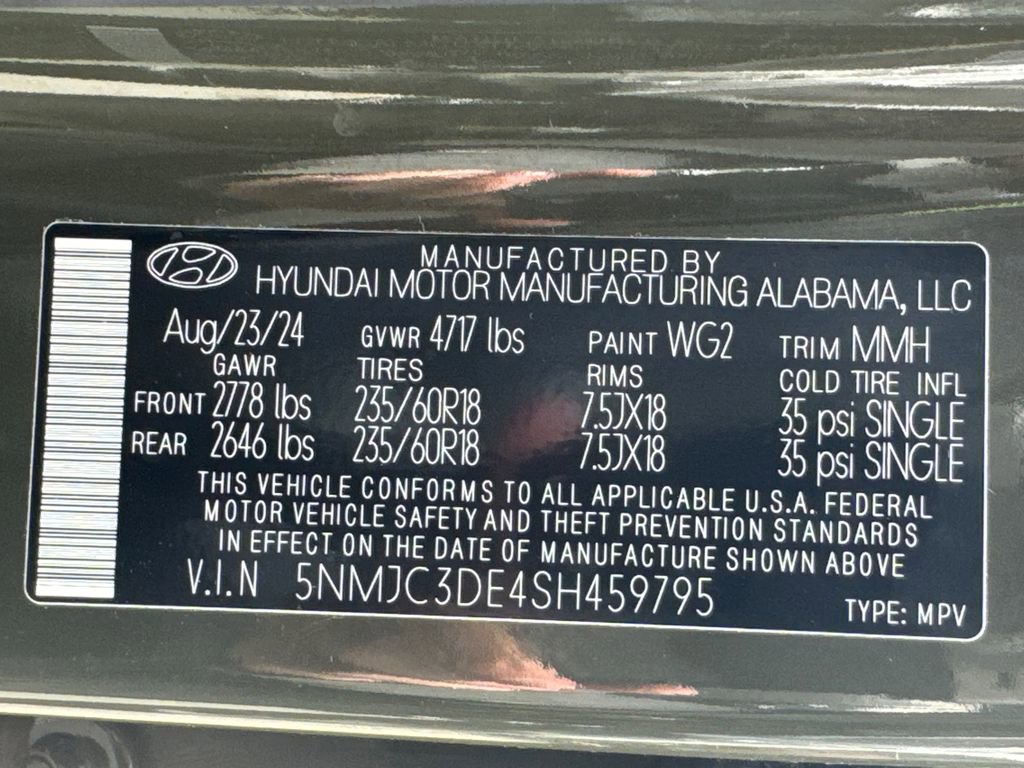 MANUFACTURED BY
HYUNDAI MOTOR MANUFACTURING ALABAMA, LLC
Aug/23/24 GVWR 4717 lbs PAINT WG2 TRIM MMH
GAWR TIRES RIMS COLD TIRE INFL
FRONT 2778 lbs 235/60R18 7.5JX18 35 psi SINGLE
REAR 2646 lbs 235/60R18 7.5JX18 35 psi SINGLE
THIS VEHICLE CONFORMS TO ALL APPLICABLE U.S.A. FEDERAL
MOTOR VEHICLE SAFETY AND THEFT PREVENTION STANDARDS
IN EFFECT ON THE DATE OF MANUFACTURE SHOWN ABOVE
V.I.N 5NMJC3DE4SH459795
TYPE: MPV